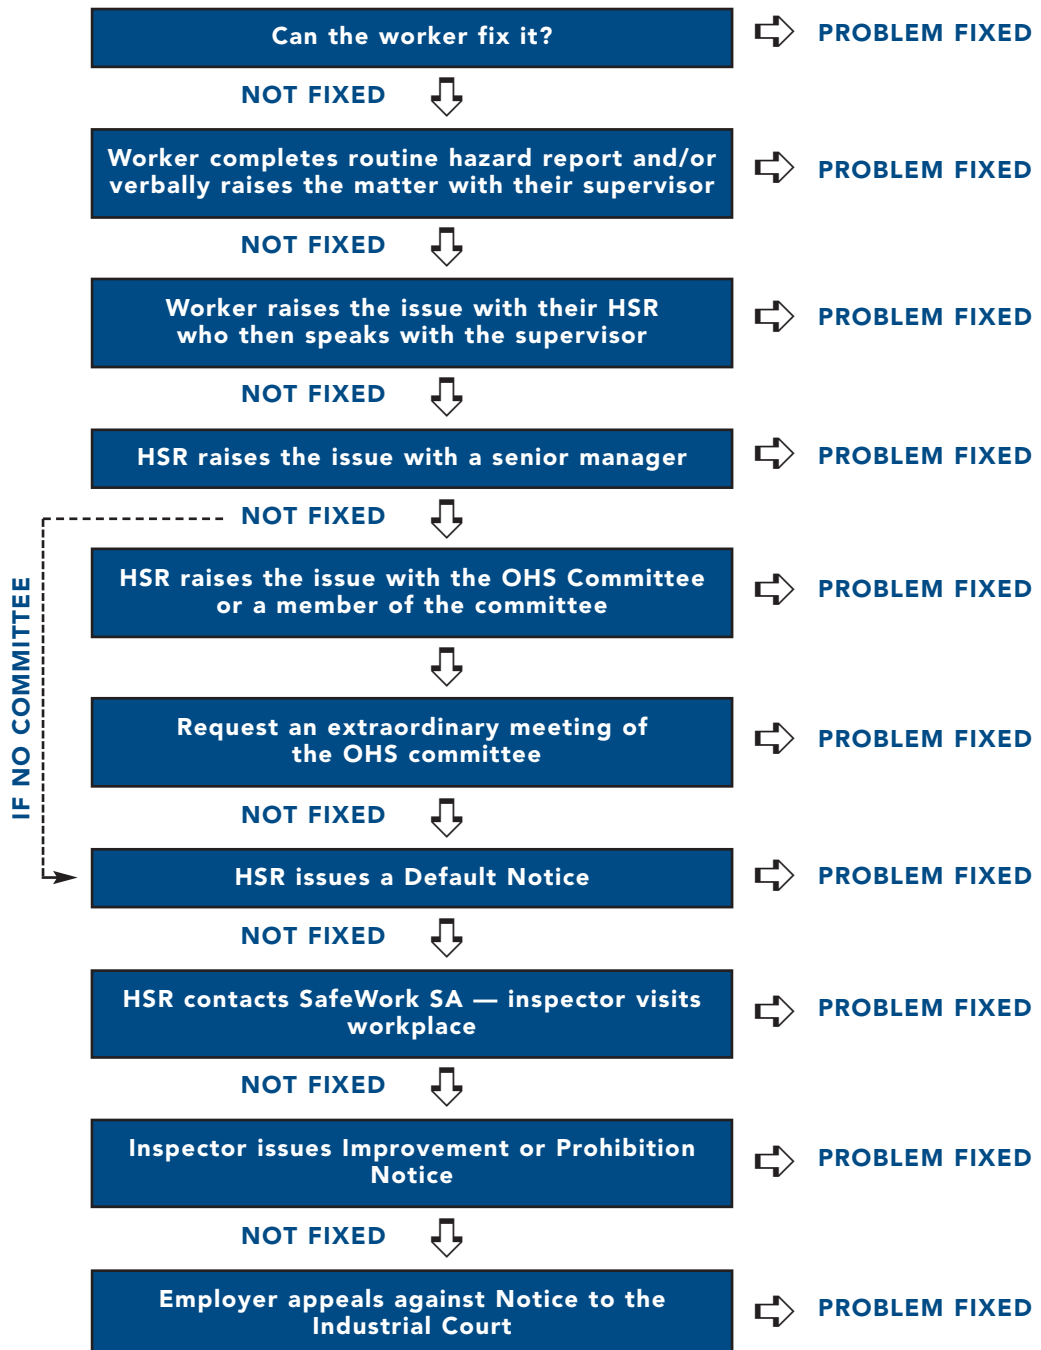 Can the worker fix it?
PROBLEM FIXED
NOT FIXED
Worker completes routine hazard report and/or
verbally raises the matter with their supervisor
PROBLEM FIXED
NOT FIXED
Worker raises the issue with their HSR
who then speaks with the supervisor
PROBLEM FIXED
NOT FIXED
HSR raises the issue with a senior manager
PROBLEM FIXED
NOT FIXED
IF NO COMMITTEE
HSR raises the issue with the OHS Committee
or a member of the committee
PROBLEM FIXED
Request an extraordinary meeting of
the OHS committee
PROBLEM FIXED
NOT FIXED
HSR issues a Default Notice
PROBLEM FIXED
NOT FIXED
HSR contacts SafeWork SA — inspector visits
workplace
PROBLEM FIXED
NOT FIXED
Inspector issues Improvement or Prohibition
Notice
PROBLEM FIXED
NOT FIXED
Employer appeals against Notice to the
Industrial Court
PROBLEM FIXED